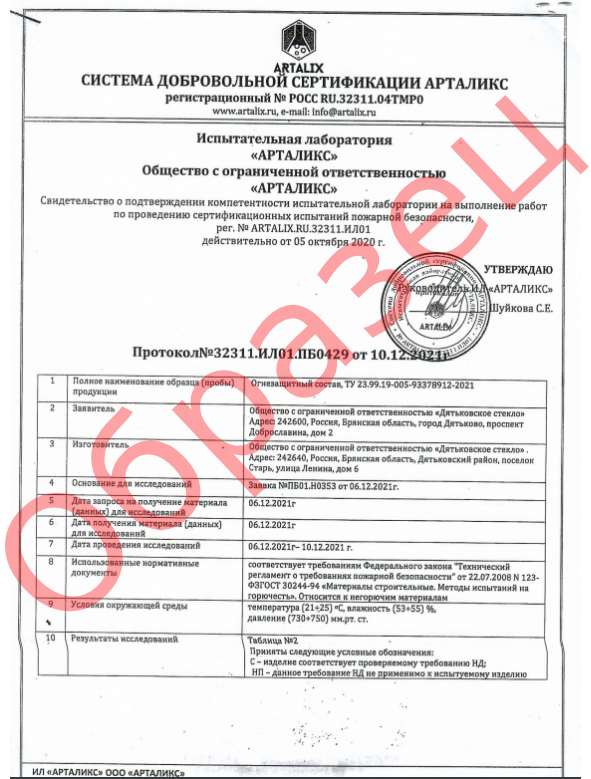 ARTALIX
СИСТЕМА ДОБРОВОЛЬНОЙ СЕРТИФИКАЦИИ АРТАЛИКС
регистрационный № РОСС RU.32311.04ТМР0
www.artalix.ru, e-mail: info@artalix.ru
Испытательная лаборатория
«АРТАЛИКС»
Общество с ограниченной ответственностью
«АРТАЛИКС»
Свидетельство о подтверждении компетентности испытательной лаборатории на выполнение работ
по проведению сертификационных испытаний пожарной безопасности,
рег. № ARTALIX.RU.32311.ИЛ01
действительно от 05 октября 2020 г.
УТВЕРЖДАЮ
Руководитель ИЛ «АРТАЛИКС»
Шуйкова С.Е.
ARTALIX
Протокол№32311.ИЛ01.ПБ0429 от 10.12.2021г.
1 Полное наименование образца (пробы) Огнезащитный состав, ТУ 23.99.19-005-93378912-2021
продукции
2 Заявитель Общество с ограниченной ответственностью «Дятьковское стекло»
Адрес: 242600, Россия, Брянская область, город Дятьково, проспект
Доброславина, дом 2
3 Изготовитель Общество с ограниченной ответственностью «Дятьковское стекло» .
Адрес: 242640, Россия, Брянская область, Дятьковский район, поселок
Старь, улица Ленина, дом 6
4 Основание для исследований Заявка №ПБ01.Н0353 от 06.12.2021г.
5 Дата запроса на получение материала 06.12.2021г
(данных) для исследований
6 Дата получения материала (данных) 06.12.2021г
для исследований
7 Дата проведения исследований 06.12.2021г– 10.12.2021 г.
8 Использованные нормативные соответствует требованиям Федерального закона "Технический
документы регламент о требованиях пожарной безопасности" от 22.07.2008 N 123-
ФЗГОСТ 30244-94 «Материалы строительные. Методы испытаний на
горючесть». Относится к негорючим материалам
9 Условия окружающей среды температура (21÷25) ºС, влажность (53÷55) %,
давление (730÷750) мм.рт. ст.
10 Результаты исследований Таблица №2
Приняты следующие условные обозначения:
С – изделие соответствует проверяемому требованию НД;
НП – данное требование НД не применимо к испытуемому изделию
ИЛ «АРТАЛИКС» ООО «АРТАЛИКС»
Образец